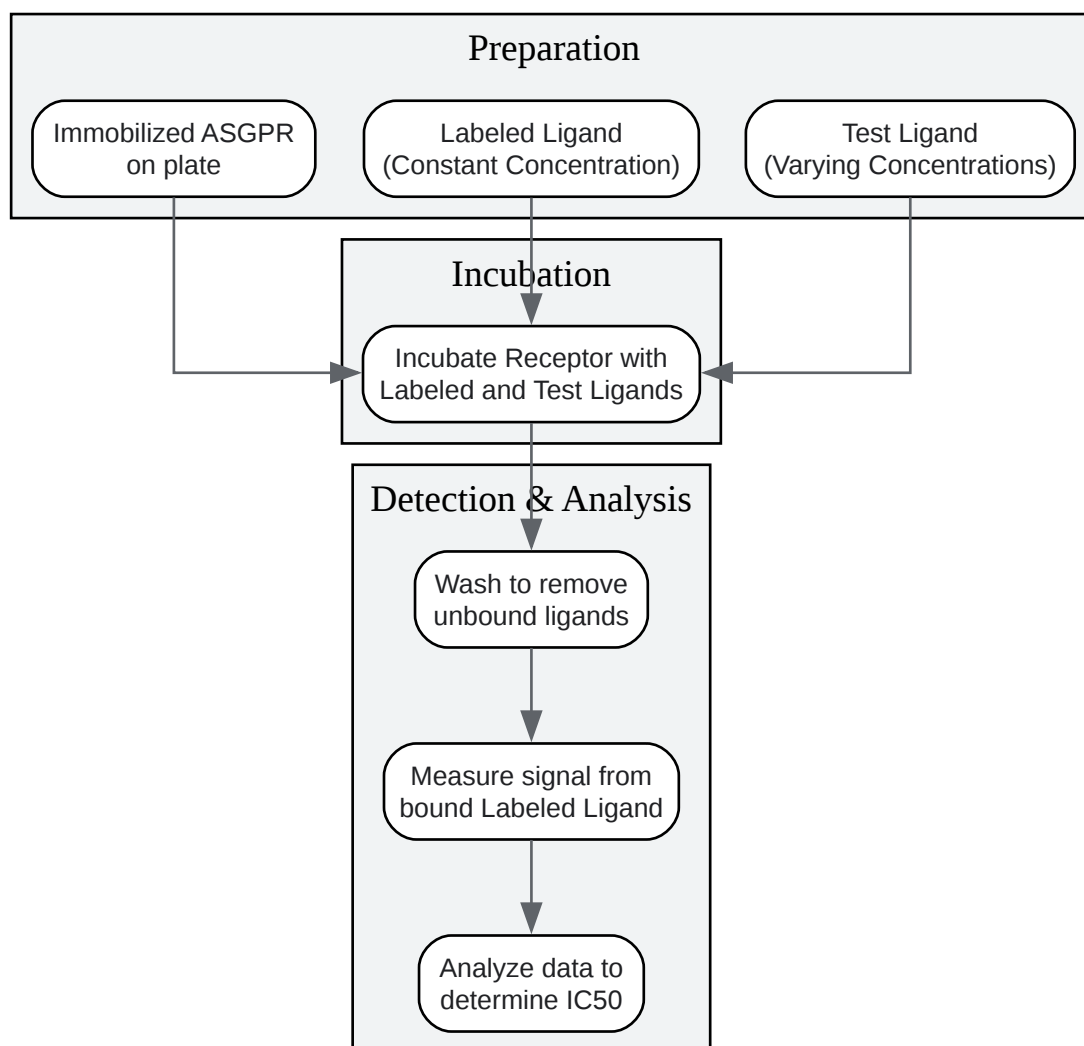 Preparation
Immobilized ASGPR
on plate
Labeled Ligand
(Constant Concentration)
Test Ligand
(Varying Concentrations)
Incubation
Incubate Receptor with
Labeled and Test Ligands
Detection & Analysis
Wash to remove
unbound ligands
Measure signal from
bound Labeled Ligand
Analyze data to
determine IC50